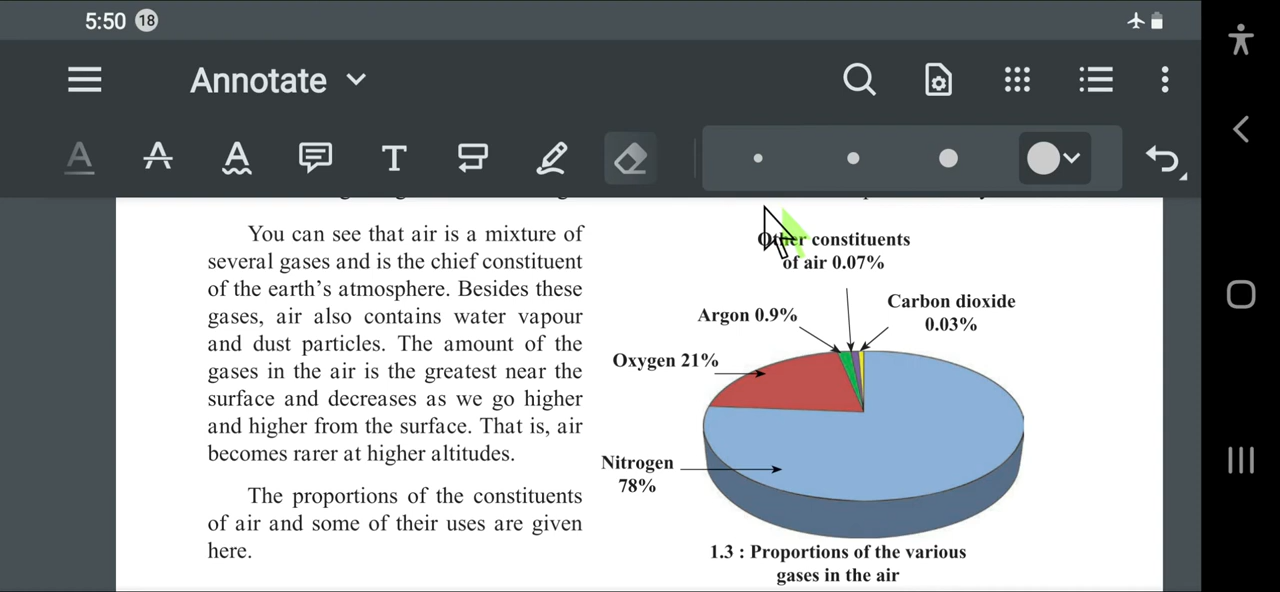 5:50 18
Annotate
A A A T
You can see that air is a mixture of
several gases and is the chief constituent
of the earth's atmosphere. Besides these
gases, air also contains water vapour
and dust particles. The amount of the
gases in the air is the greatest near the
surface and decreases as we go higher
and higher from the surface. That is, air
becomes rarer at higher altitudes.
The proportions of the constituents
of air and some of their uses are given
here.
Other constituents
of air 0.07%
Carbon dioxide
0.03%
Argon 0.9%
Oxygen 21%
Nitrogen
78%
1.3 : Proportions of the various
gases in the air